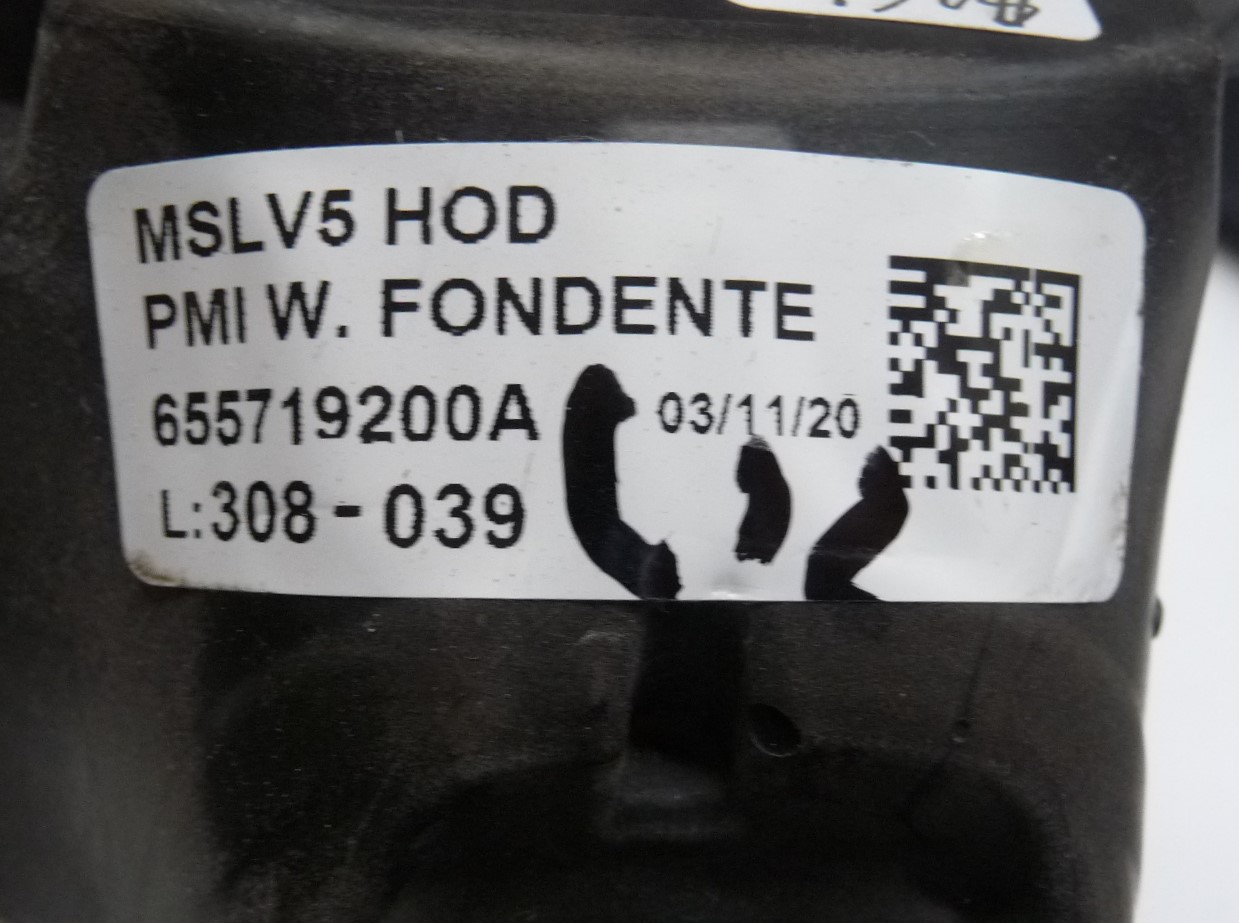 MSLV5 HOD
PMI W. FONDENTE
655719200A 03/11/20
L:308-039